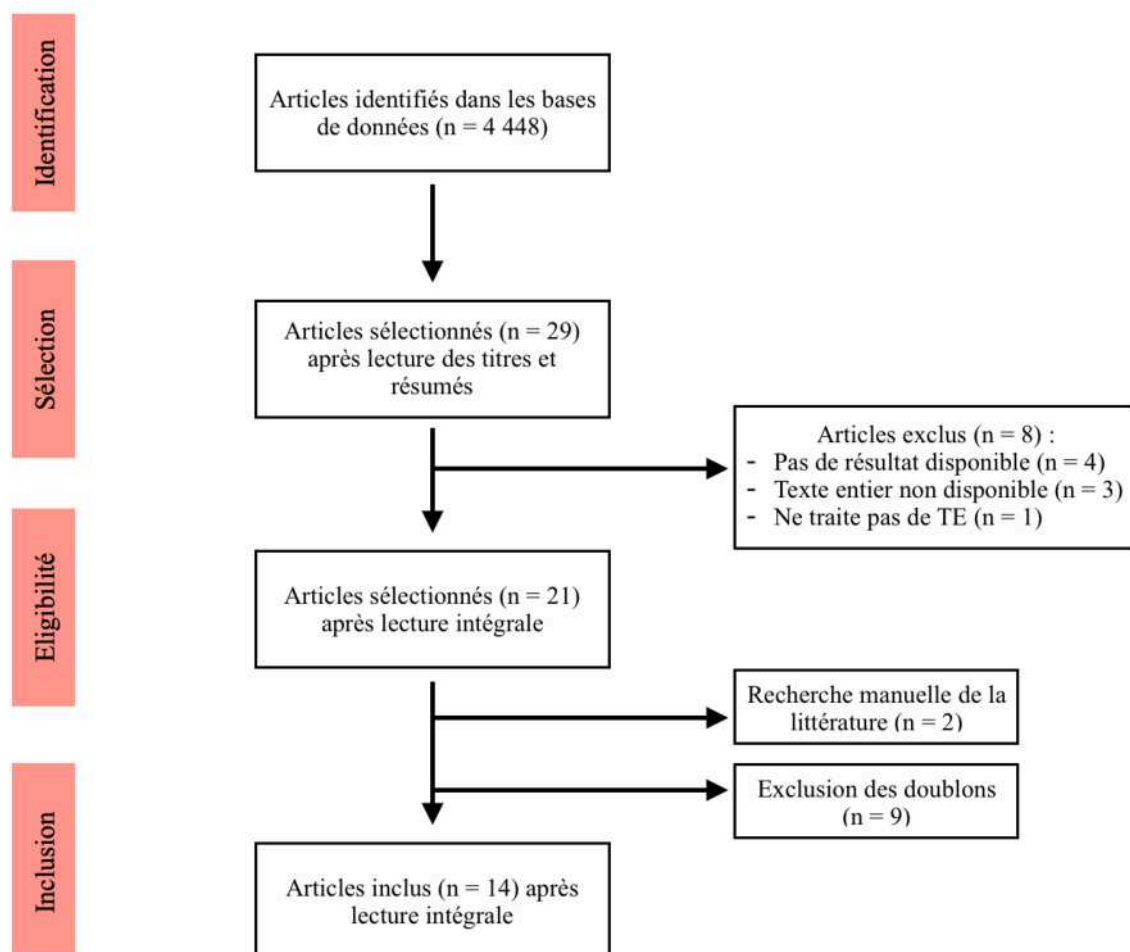 Identification
Articles identifiés dans les bases
de données (n = 4 448)
Sélection
Articles sélectionnés (n = 29)
après lecture des titres et
résumés
Articles exclus (n = 8) :
- Pas de résultat disponible (n = 4)
- Texte entier non disponible (n = 3)
- Ne traite pas de TE (n = 1)
Eligibilité
Articles sélectionnés (n = 21)
après lecture intégrale
Recherche manuelle de la
littérature (n = 2)
Exclusion des doublons
(n = 9)
Inclusion
Articles inclus (n = 14) après
lecture intégrale